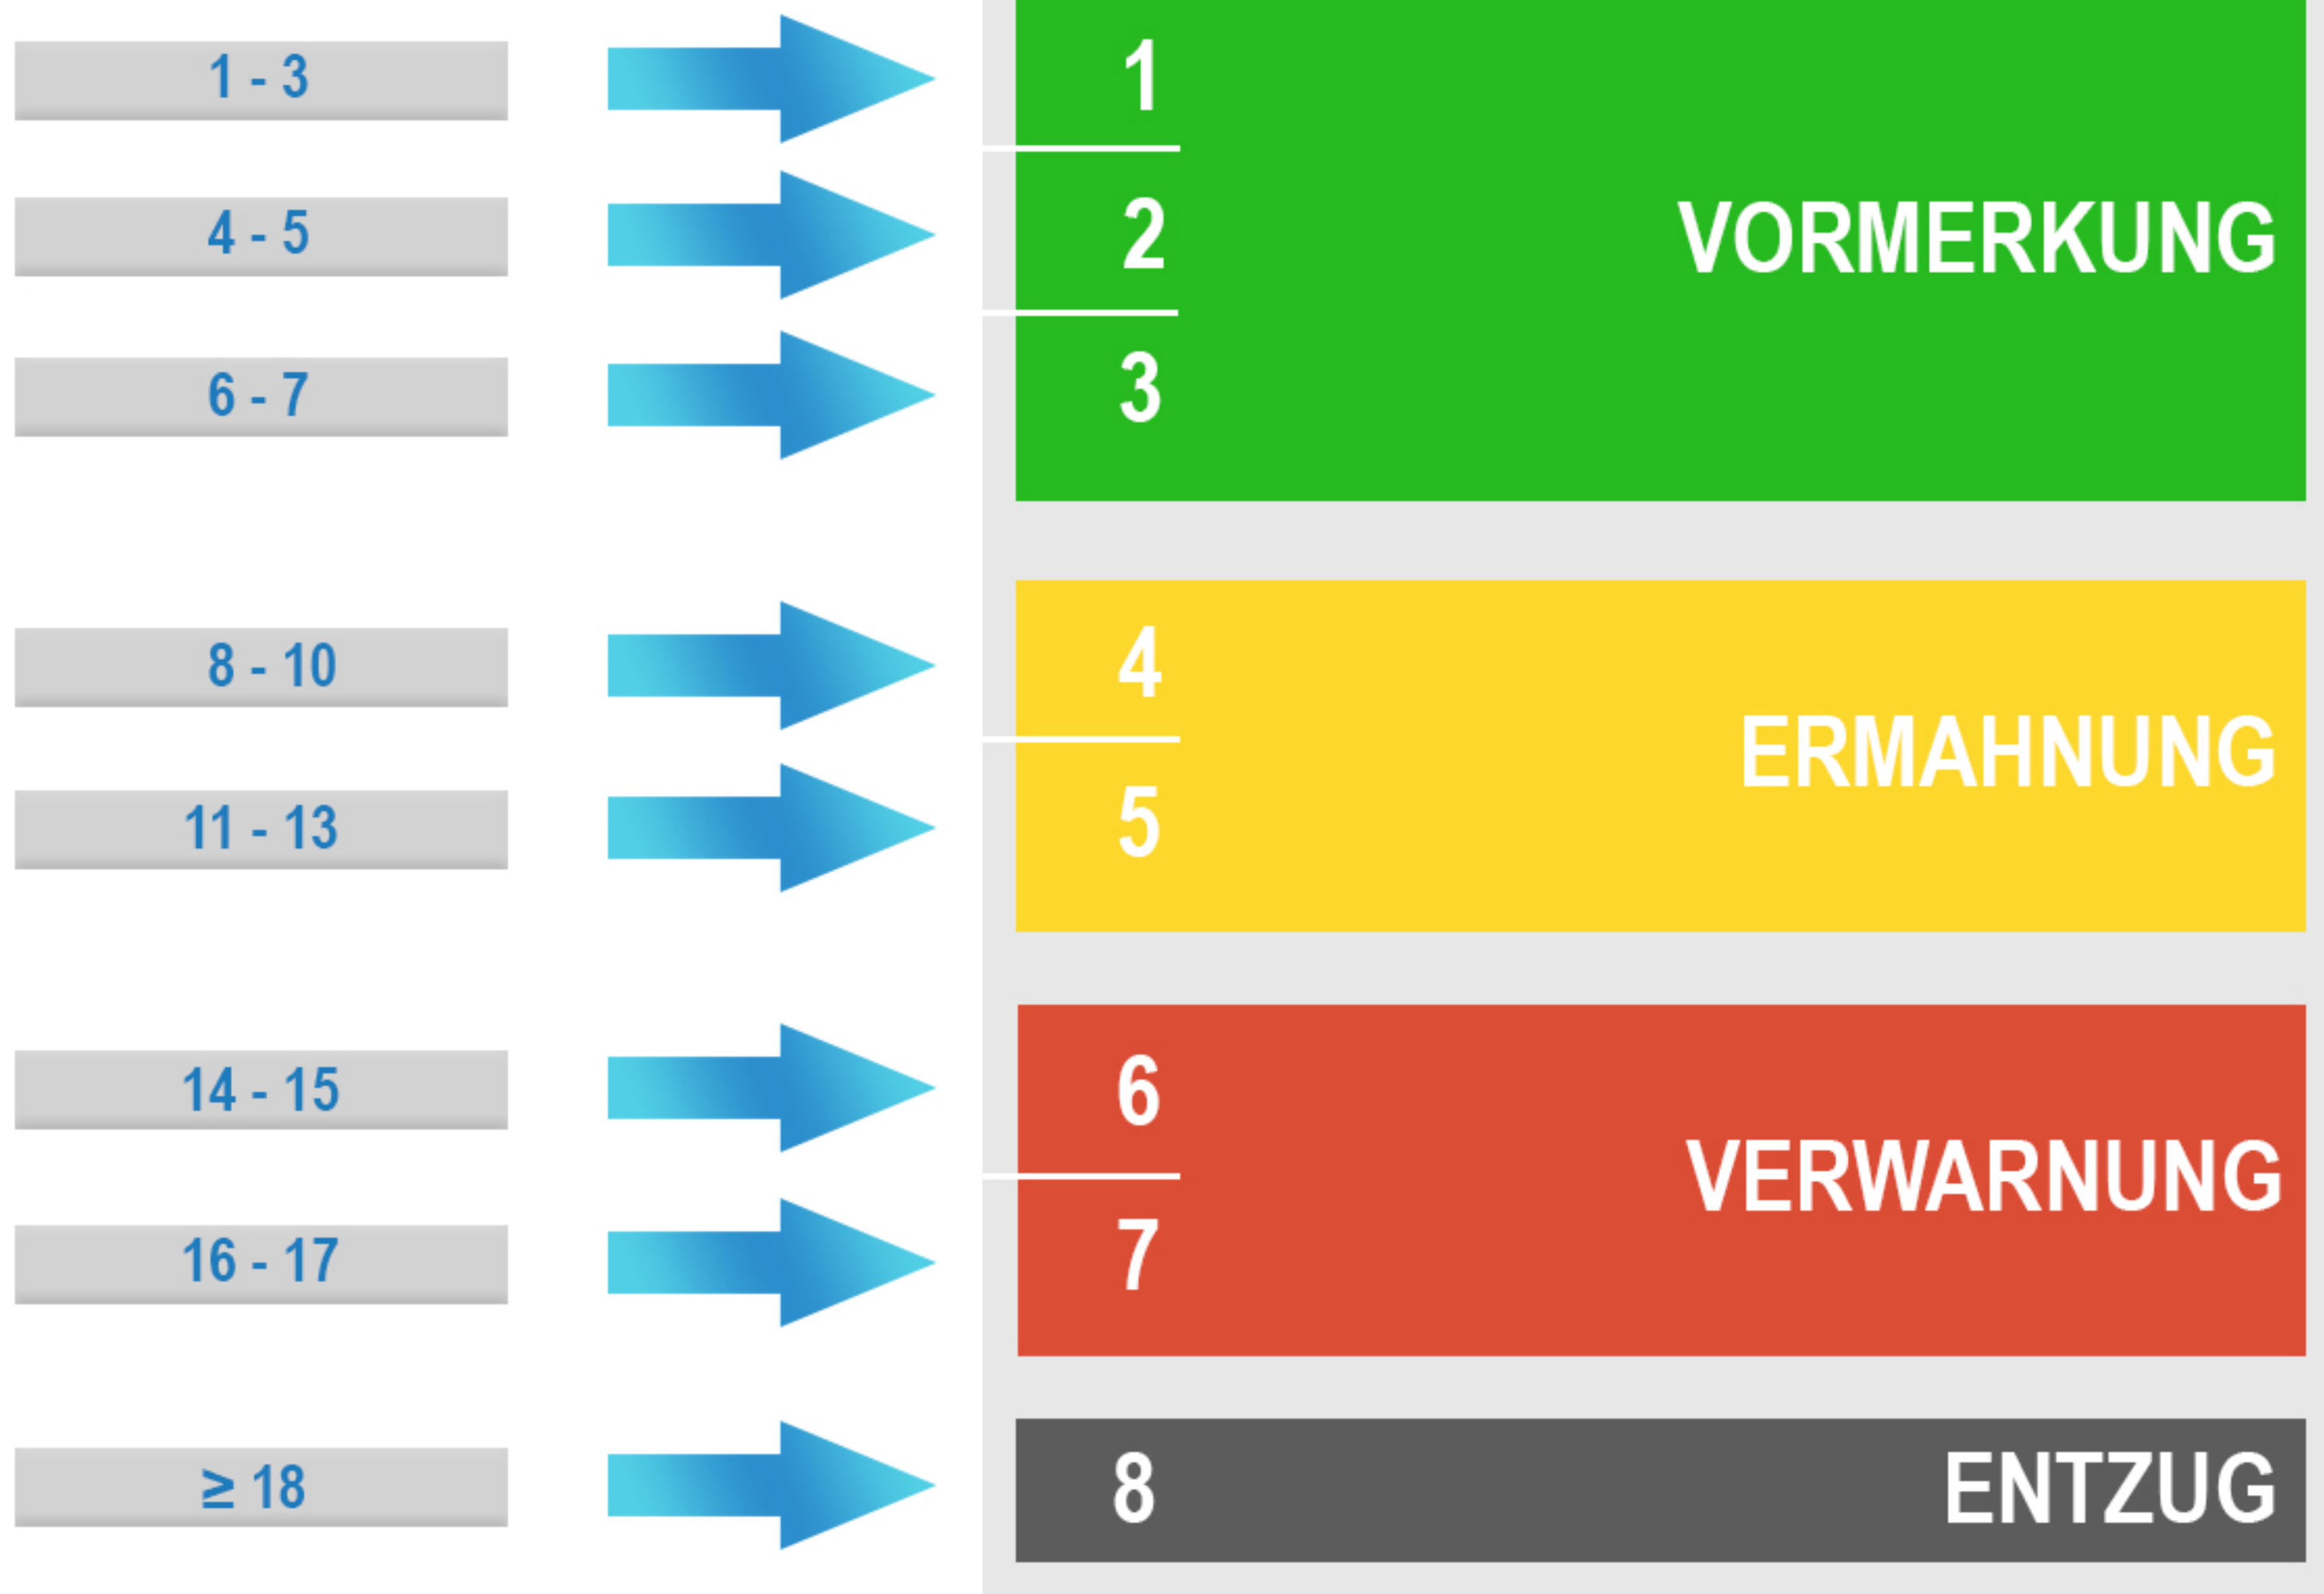 1 - 3
1
4 - 5
2
VORMERKUNG
6 - 7
3
8 - 10
4
ERMAHNUNG
11 - 13
5
14 - 15
6
VERWARNUNG
16 - 17
7
≥ 18
8
ENTZUG